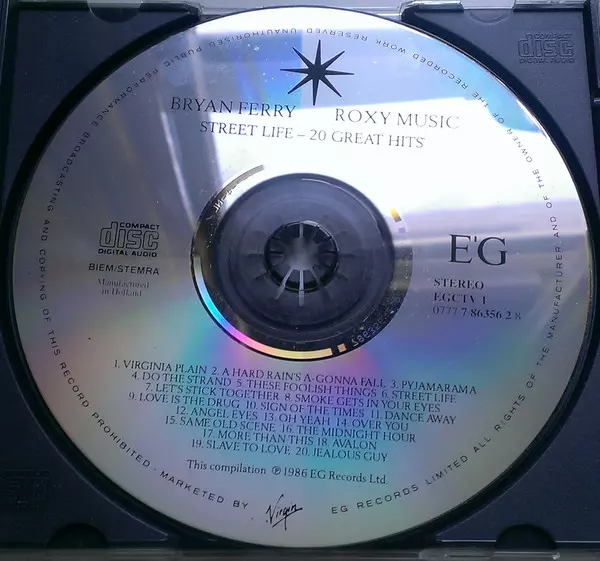 BRYAN FERRY ROXY MUSIC
STREET LIFE – 20 GREAT HITS
COMPACT
disc
DIGITAL AUDIO
BIEM/STEMRA
Manufactured
in Holland
E'G
STEREO
EGCTV 1
0777 7 86356 2 8
1. VIRGINIA PLAIN 2. A HARD RAIN'S A-GONNA FALL 3. PYJAMARAMA
4. DO THE STRAND 5. THESE FOOLISH THINGS 6. STREET LIFE
7. LET'S STICK TOGETHER 8. SMOKE GETS IN YOUR EYES
9. LOVE IS THE DRUG 10. SIGN OF THE TIMES 11. DANCE AWAY
12. ANGEL EYES 13. OH YEAH 14. OVER YOU
15. SAME OLD SCENE 16. THE MIDNIGHT HOUR
17. MORE THAN THIS 18. AVALON
19. SLAVE TO LOVE 20. JEALOUS GUY
This compilation ℗ 1986 EG Records Ltd.
MARKETED BY Virgin EG RECORDS LIMITED ALL RIGHTS OF THE MANUFACTURER AND OF THE OWNER OF THE RECORDED WORK RESERVED UNAUTHORISED PUBLIC PERFORMANCE BROADCASTING AND COPYING OF THIS RECORD PROHIBITED.
COMPACT
disc
DIGITAL AUDIO